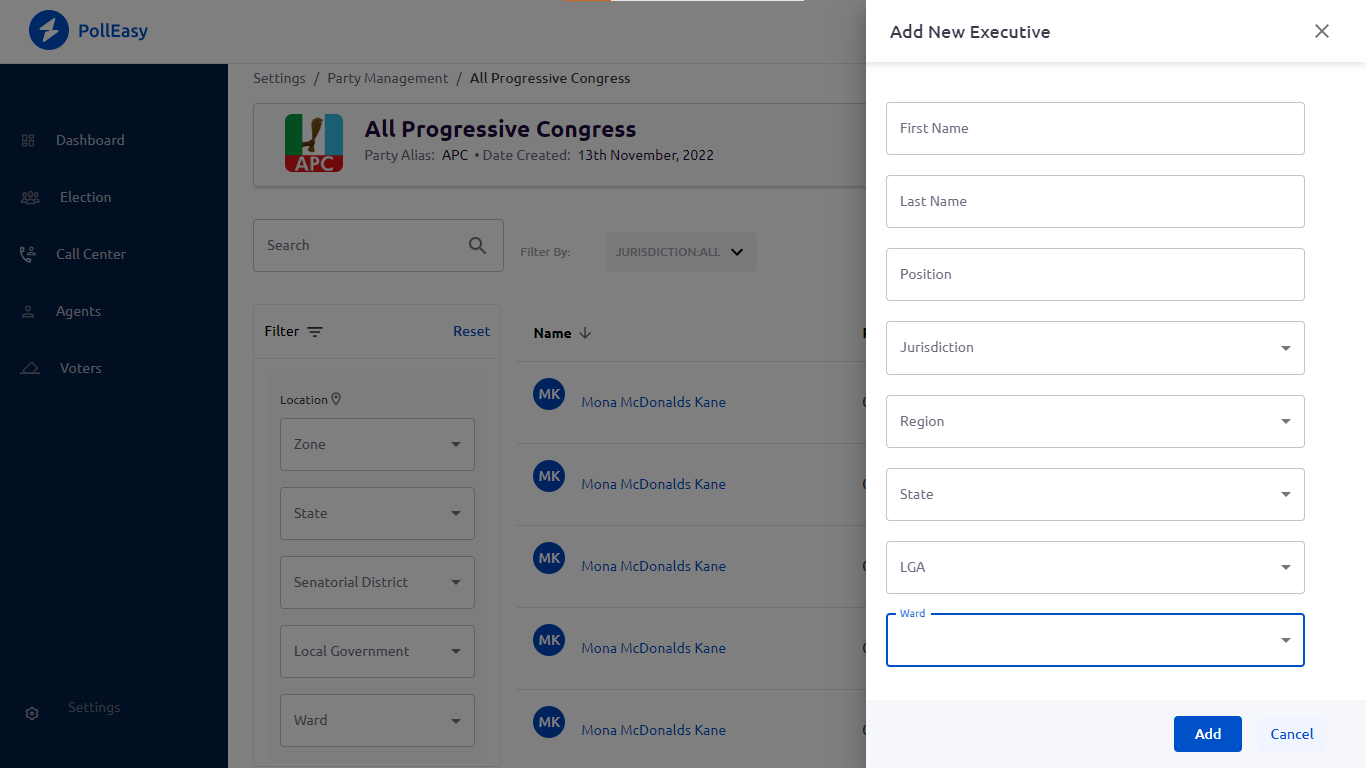 PollEasy
Dashboard
Election
Call Center
Agents
Voters
Settings
Settings / Party Management / All Progressive Congress
APC
All Progressive Congress
Party Alias: APC • Date Created: 13th November, 2022
Search
Filter By:
JURISDICTION:ALL
Filter
Reset
Location
Zone
State
Senatorial District
Local Government
Ward
Name
MK Mona McDonalds Kane
MK Mona McDonalds Kane
MK Mona McDonalds Kane
MK Mona McDonalds Kane
MK Mona McDonalds Kane
Add New Executive
First Name
Last Name
Position
Jurisdiction
Region
State
LGA
Ward
Add
Cancel